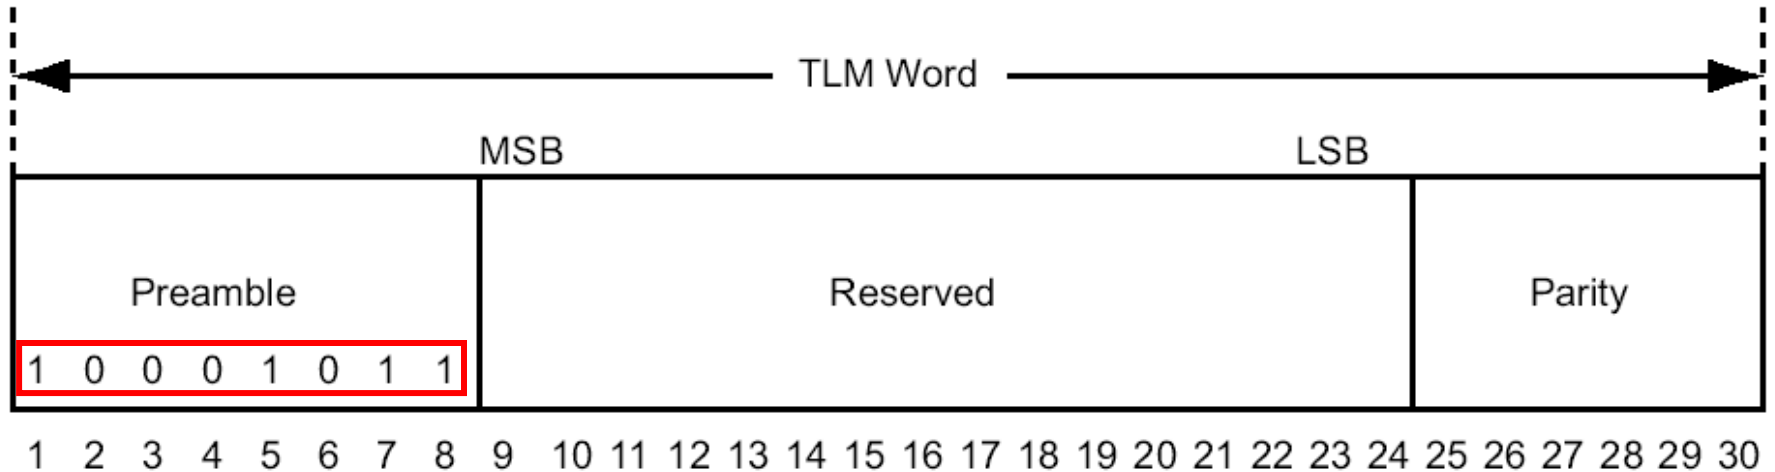 TLM Word
MSB LSB
Preamble Reserved Parity
1 0 0 0 1 0 1 1
1 2 3 4 5 6 7 8 9 10 11 12 13 14 15 16 17 18 19 20 21 22 23 24 25 26 27 28 29 30